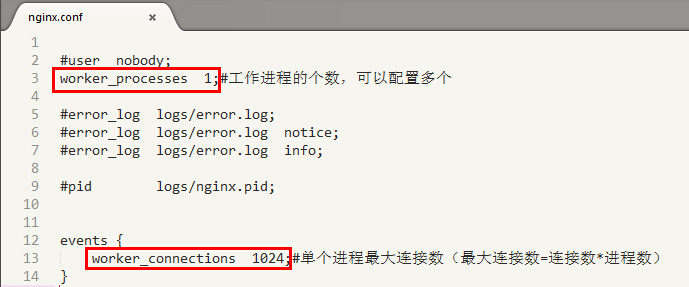 nginx.conf ×
1
2 #user  nobody;
3 worker_processes  1;#工作进程的个数，可以配置多个
4
5 #error_log  logs/error.log;
6 #error_log  logs/error.log  notice;
7 #error_log  logs/error.log  info;
8
9 #pid        logs/nginx.pid;
10
11
12 events {
13     worker_connections  1024;#单个进程最大连接数（最大连接数=连接数*进程数）
14 }